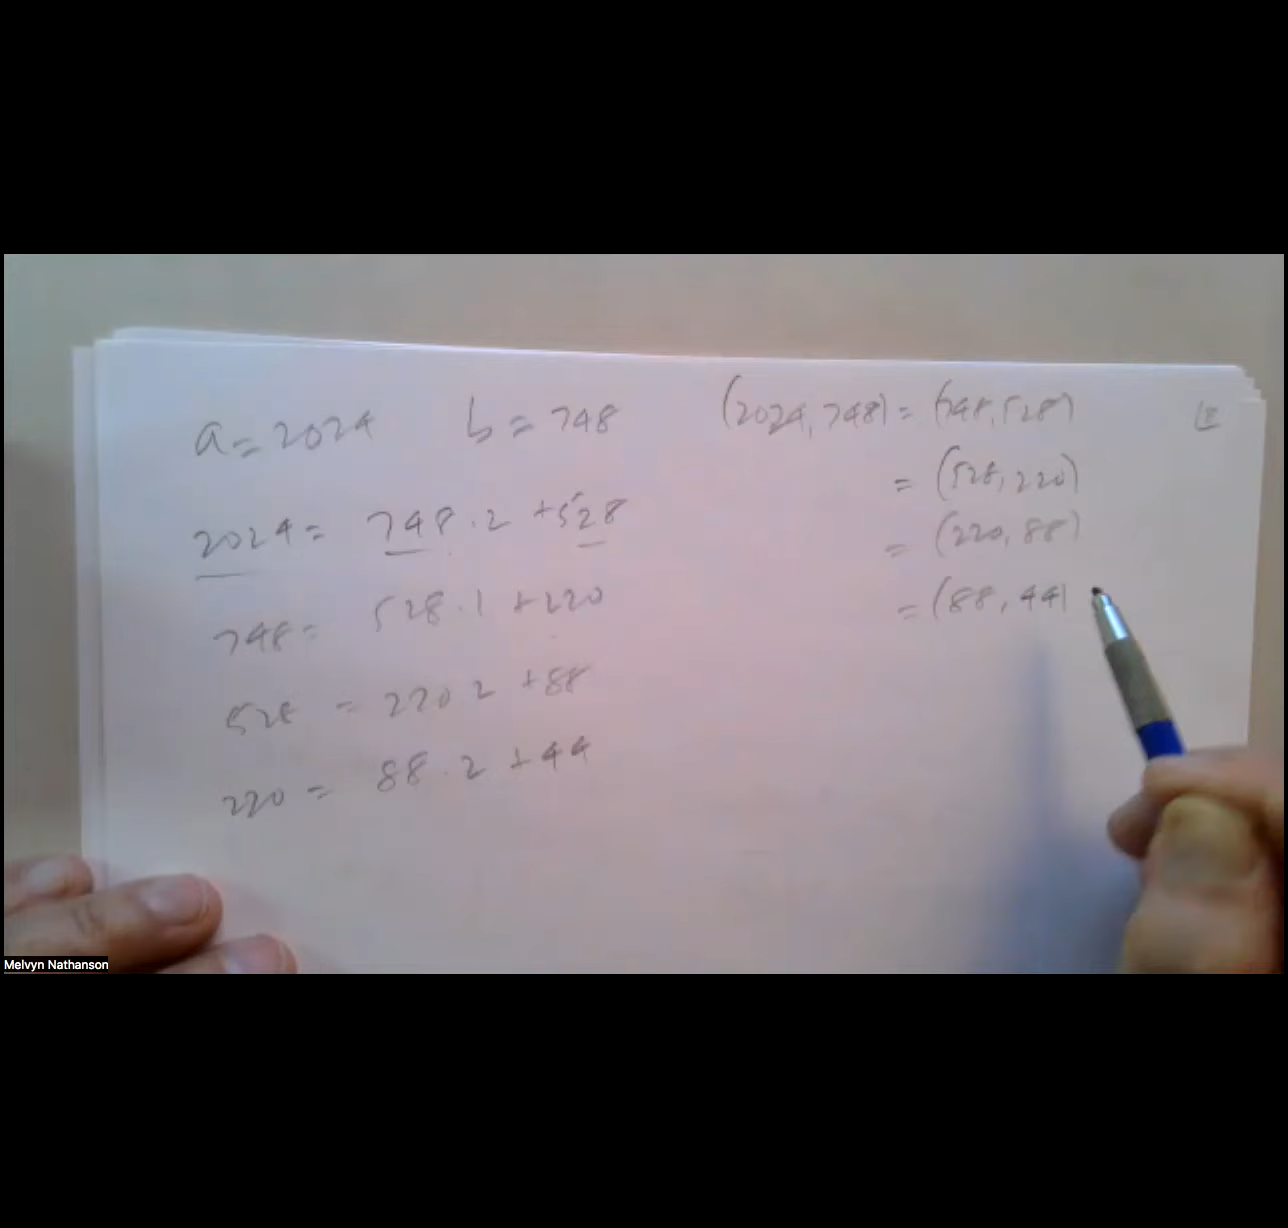 a=2024 b=748
2024= 748·2 +528
748= 528·1 +220
528 = 220 2 +88
220= 88·2 +44
(2024,748)=(748,528)
=(528,220)
=(220,88)
=(88,44)
18
Melvyn Nathanson